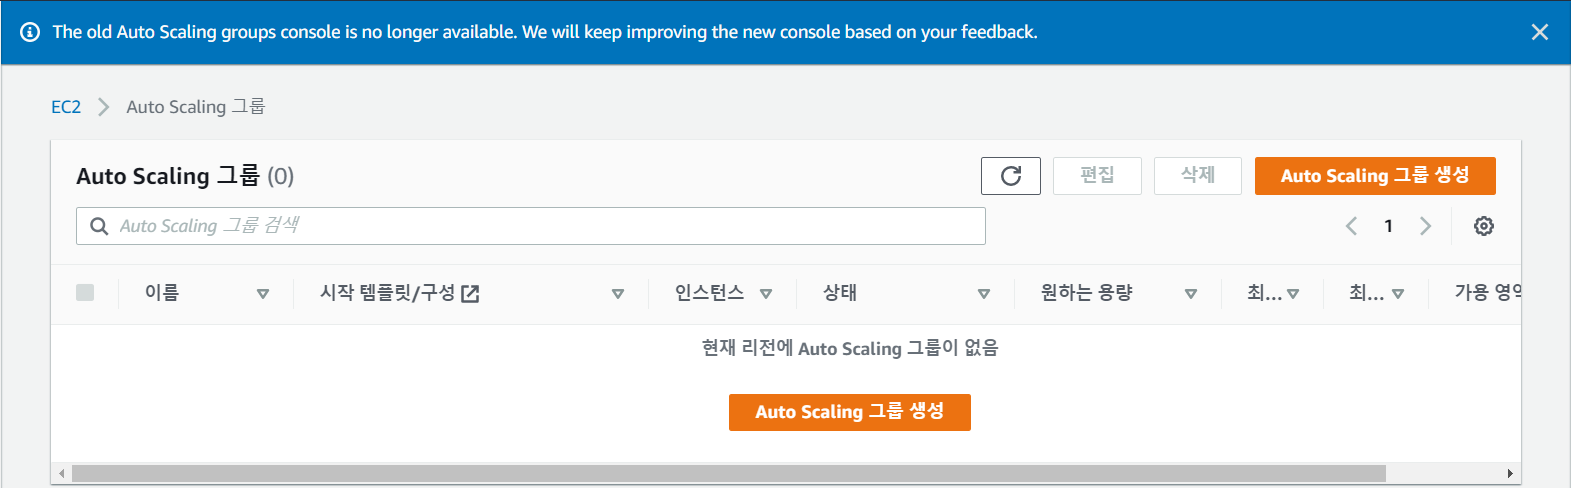 The old Auto Scaling groups console is no longer available. We will keep improving the new console based on your feedback.
EC2 Auto Scaling 그룹
Auto Scaling 그룹 (0) 편집 삭제 Auto Scaling 그룹 생성
Auto Scaling 그룹 검색 1
이름 시작 템플릿/구성 인스턴스 상태 원하는 용량 최... 최... 가용 영역
현재 리전에 Auto Scaling 그룹이 없음
Auto Scaling 그룹 생성